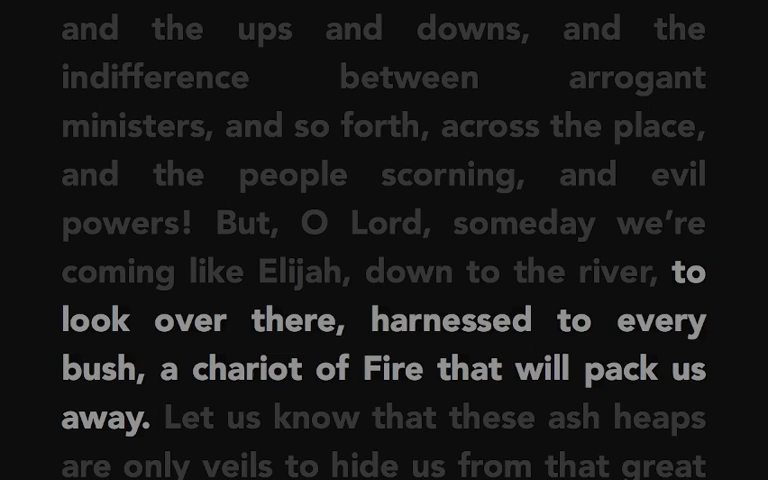 and the ups and downs, and the
indifference between arrogant
ministers, and so forth, across the place,
and the people scorning, and evil
powers! But, O Lord, someday we’re
coming like Elijah, down to the river, to
look over there, harnessed to every
bush, a chariot of Fire that will pack us
away. Let us know that these ash heaps
are only veils to hide us from that great